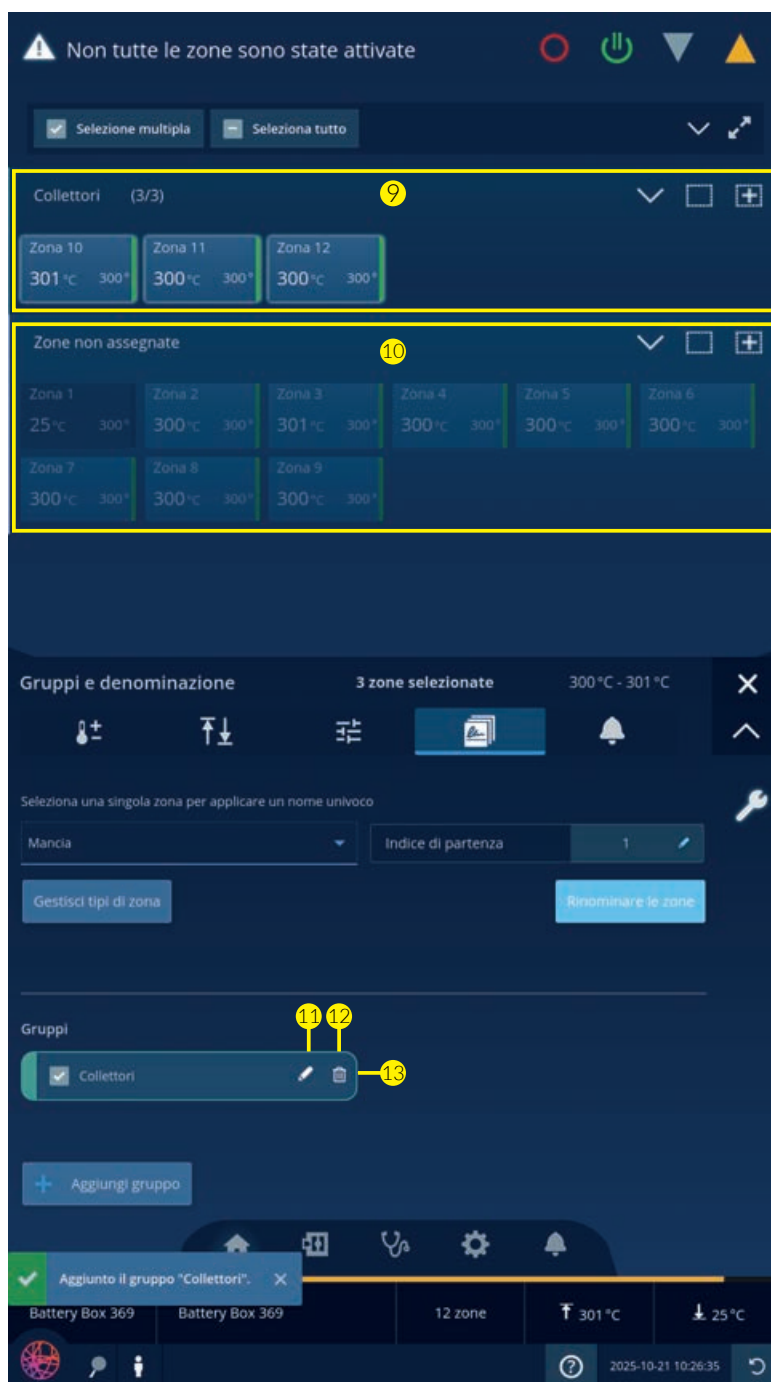 Non tutte le zone sono state attivate
Selezione multipla Seleziona tutto
Collettori (3/3) 9
Zona 10 Zona 11 Zona 12
301 °C 300° 300 °C 300° 300 °C 300°
Zone non assegnate 10
Zona 1 Zona 2 Zona 3 Zona 4 Zona 5 Zona 6
25 °C 300° 300 °C 300° 301 °C 300° 300 °C 300° 300 °C 300° 300 °C 300°
Zona 7 Zona 8 Zona 9
300 °C 300° 300 °C 300° 300 °C 300°
Gruppi e denominazione 3 zone selezionate 300 °C - 301 °C
Seleziona una singola zona per applicare un nome univoco
Mancia Indice di partenza 1
Gestisci tipi di zona Rinominare le zone
11 12
Gruppi
Collettori 13
Aggiungi gruppo
Aggiunto il gruppo "Collettori".
Battery Box 369 Battery Box 369 12 zone 301 °C 25 °C
2025-10-21 10:26:35